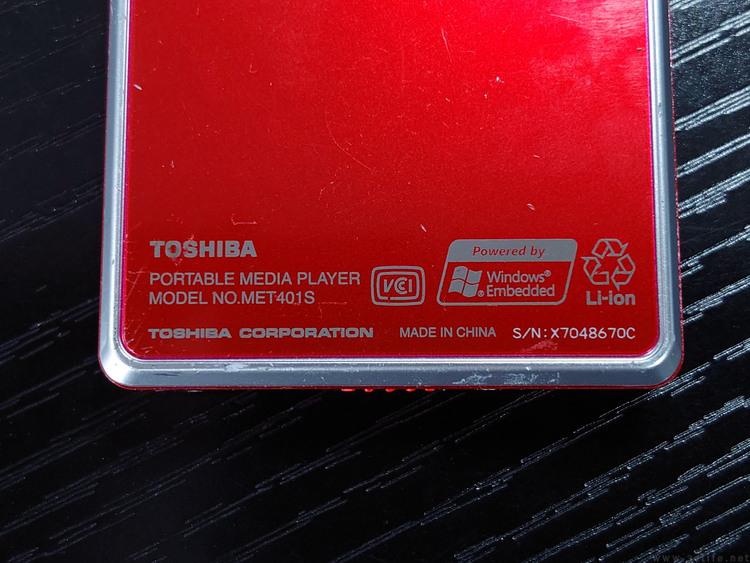 TOSHIBA
PORTABLE MEDIA PLAYER
MODEL NO.MET401S
VCI
Powered by
Windows®
® Embedded
Li-ion
TOSHIBA CORPORATION
MADE IN CHINA
S/N:X7048670C